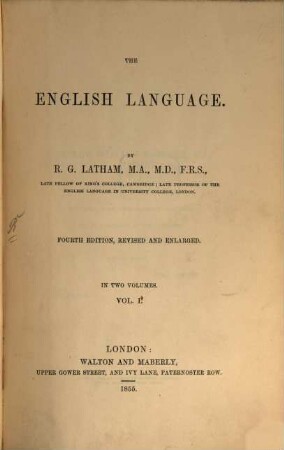 THE
ENGLISH LANGUAGE.
BY
R. G. LATHAM, M.A., M.D., F.R.S.,
LATE FELLOW OF KING'S COLLEGE, CAMBRIDGE; LATE PROFESSOR OF THE
ENGLISH LANGUAGE IN UNIVERSITY COLLEGE, LONDON.
FOURTH EDITION, REVISED AND ENLARGED.
IN TWO VOLUMES.
VOL. I.
LONDON:
WALTON AND MABERLY,
UPPER GOWER STREET, AND IVY LANE, PATERNOSTER ROW.
1855.